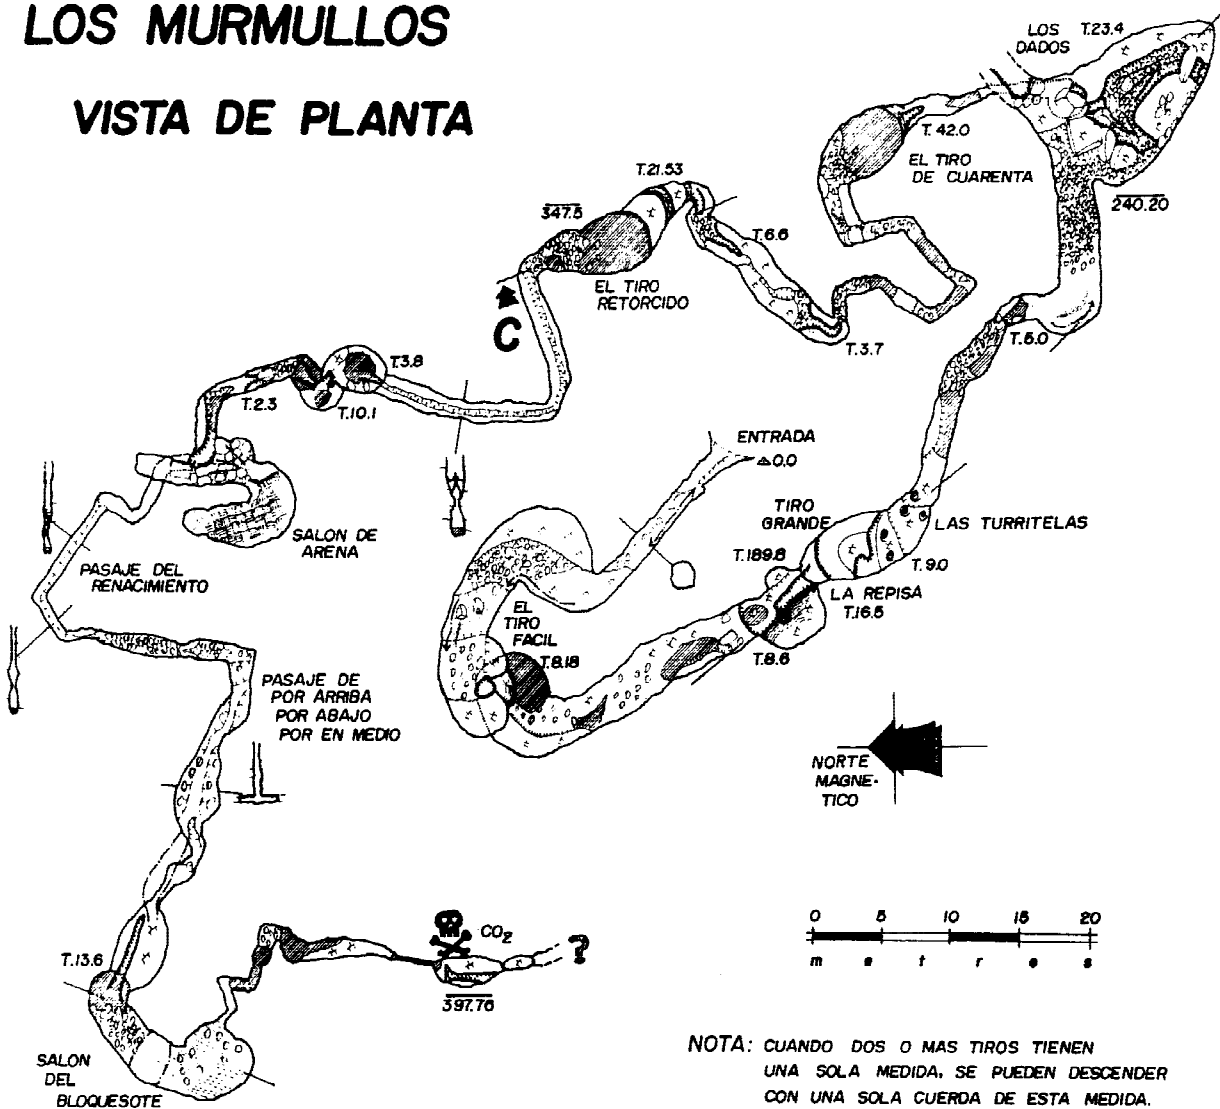 LOS MURMULLOS
VISTA DE PLANTA
LOS
DADOS
T.23.4
T.42.0
EL TIRO
DE CUARENTA
240.20
T.21.53
347.5
T.6.6
EL TIRO
RETORCIDO
C
T.3.7
T.5.0
T.3.8
T.2.3
T.10.1
ENTRADA
0.0
TIRO
GRANDE
LAS TURRITELAS
T.189.8
T.9.0
LA REPISA
T.16.5
T.8.6
SALON DE
ARENA
PASAJE DEL
RENACIMIENTO
EL
TIRO
FACIL
T.8.18
PASAJE DE
POR ARRIBA
POR ABAJO
POR EN MEDIO
NORTE
MAGNE-
TICO
0 5 10 15 20
m e t r o s
T.13.6
CO2
?
397.76
SALON
DEL
BLOQUESOTE
NOTA: CUANDO DOS O MAS TIROS TIENEN
UNA SOLA MEDIDA, SE PUEDEN DESCENDER
CON UNA SOLA CUERDA DE ESTA MEDIDA.